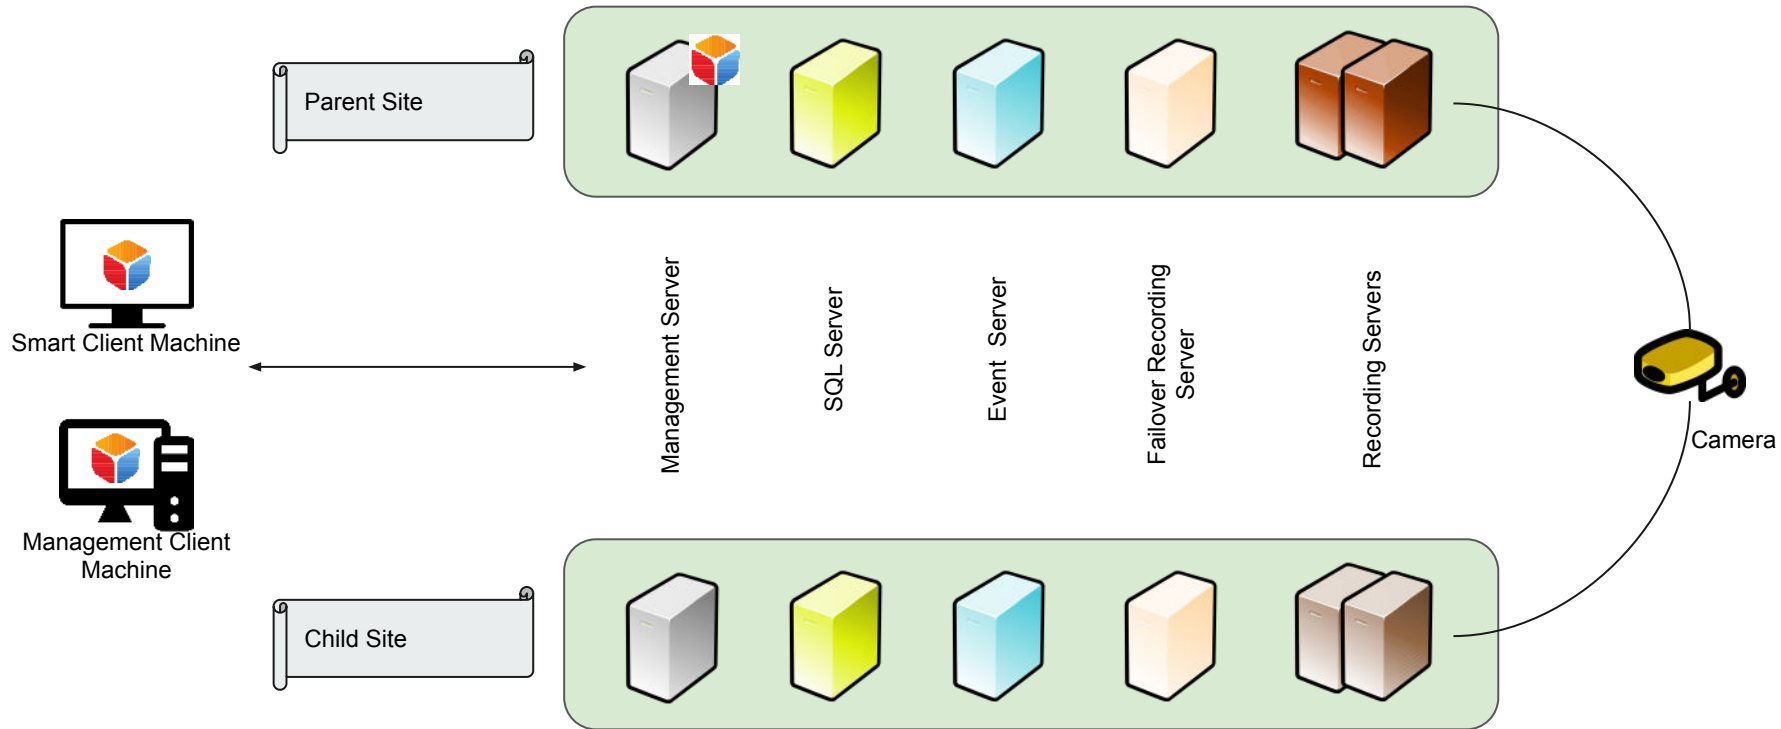 Parent Site
Smart Client Machine
Management Client
Machine
Management Server
SQL Server
Event  Server
Failover Recording
Server
Recording Servers
Camera
Child Site